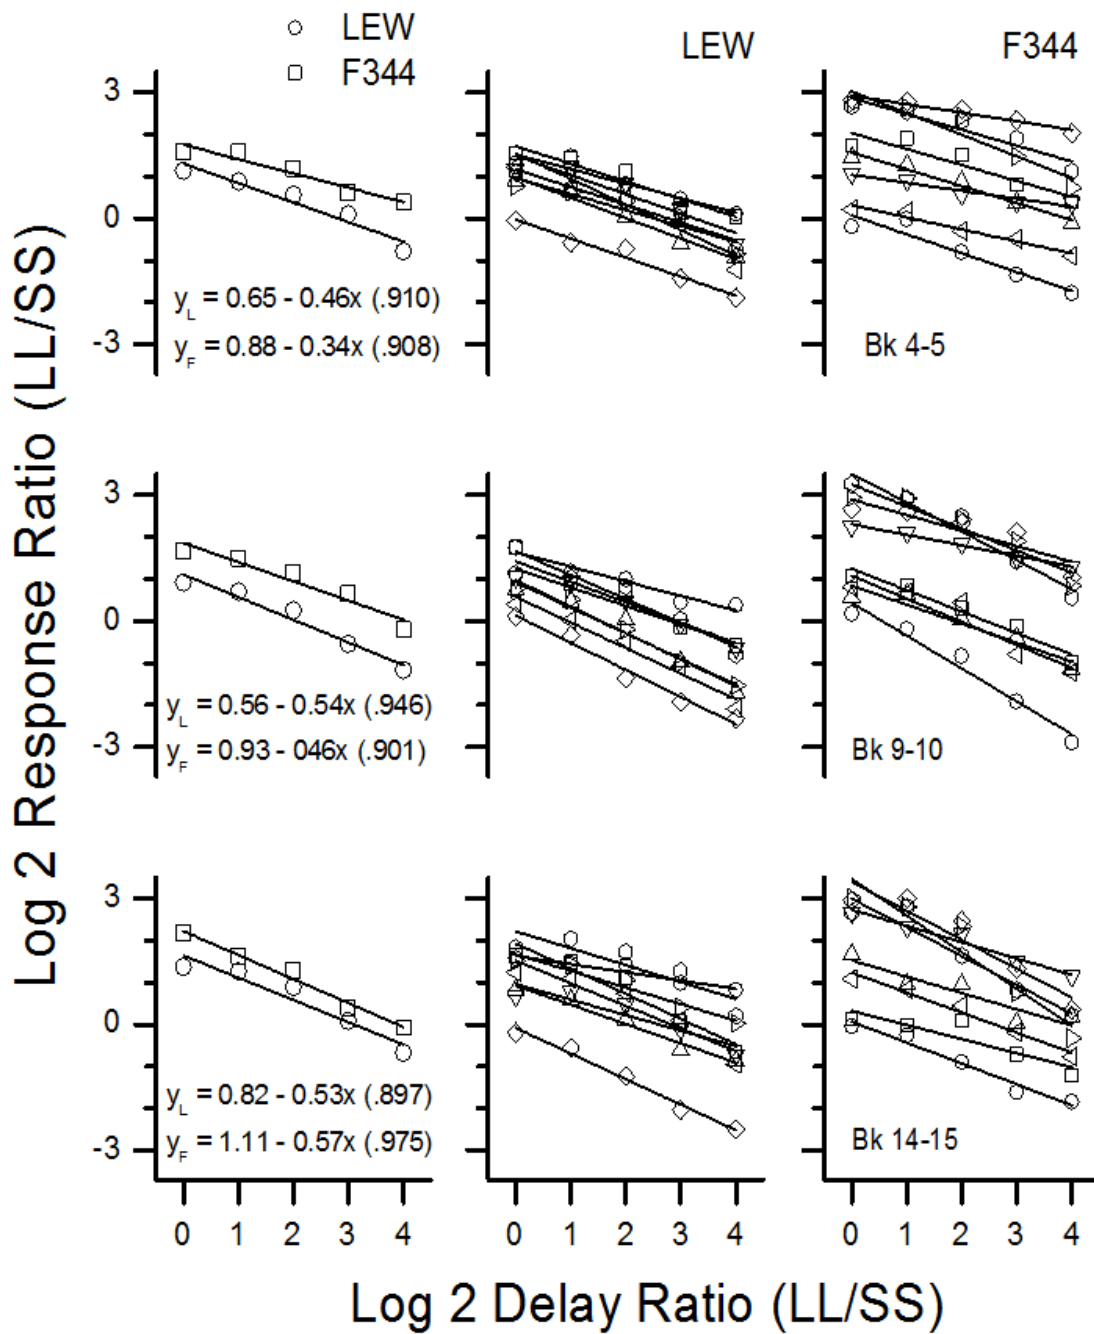 LEW
F344
LEW
F344
Log 2 Response Ratio (LL/SS)
3
0
-3
y_L = 0.65 - 0.46x (.910)
y_F = 0.88 - 0.34x (.908)
Bk 4-5
3
0
-3
y_L = 0.56 - 0.54x (.946)
y_F = 0.93 - 046x (.901)
Bk 9-10
3
0
-3
y_L = 0.82 - 0.53x (.897)
y_F = 1.11 - 0.57x (.975)
Bk 14-15
0 1 2 3 4 0 1 2 3 4 0 1 2 3 4
Log 2 Delay Ratio (LL/SS)